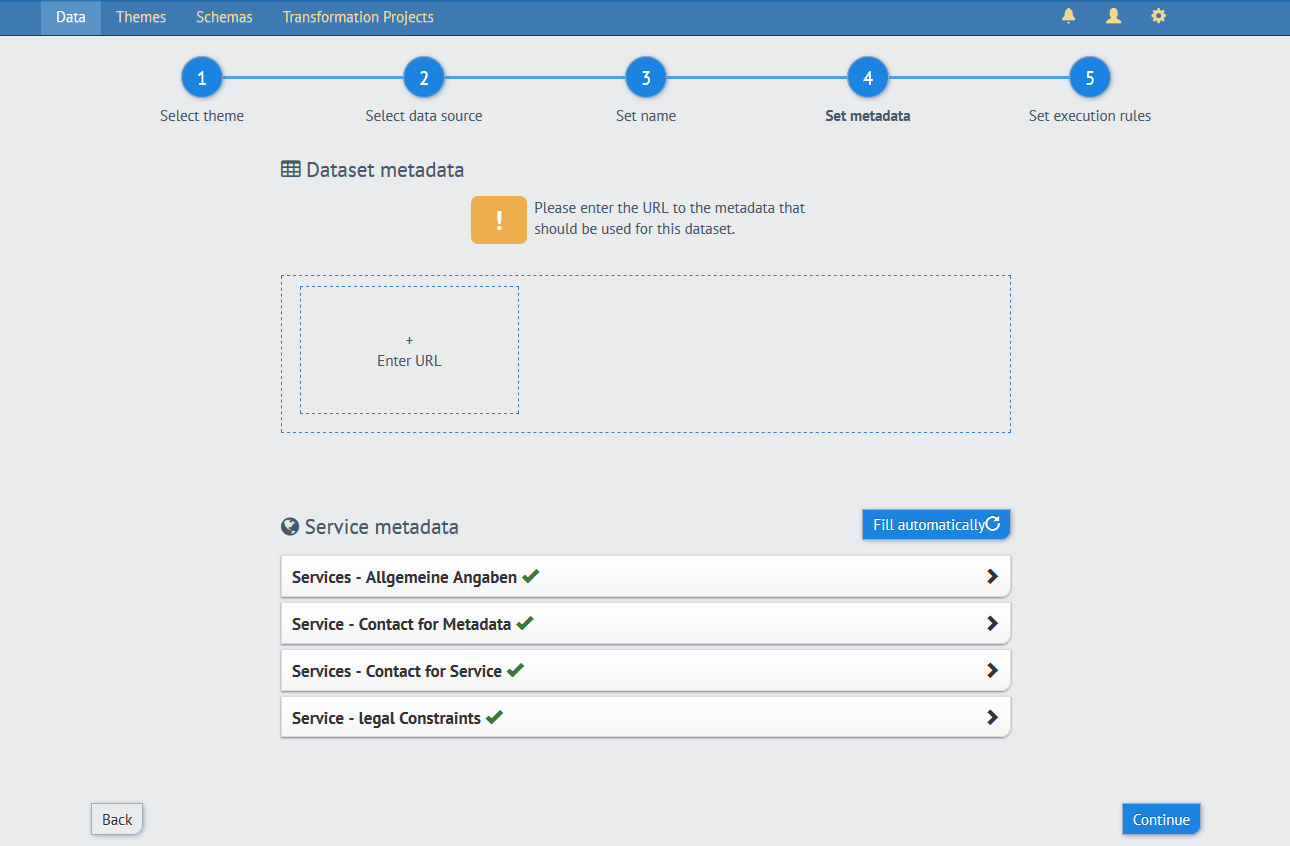 Data Themes Schemas Transformation Projects
1 2 3 4 5
Select theme Select data source Set name Set metadata Set execution rules
Dataset metadata
! Please enter the URL to the metadata that
should be used for this dataset.
+
Enter URL
Service metadata Fill automatically
Services - Allgemeine Angaben
Service - Contact for Metadata
Services - Contact for Service
Service - legal Constraints
Back Continue